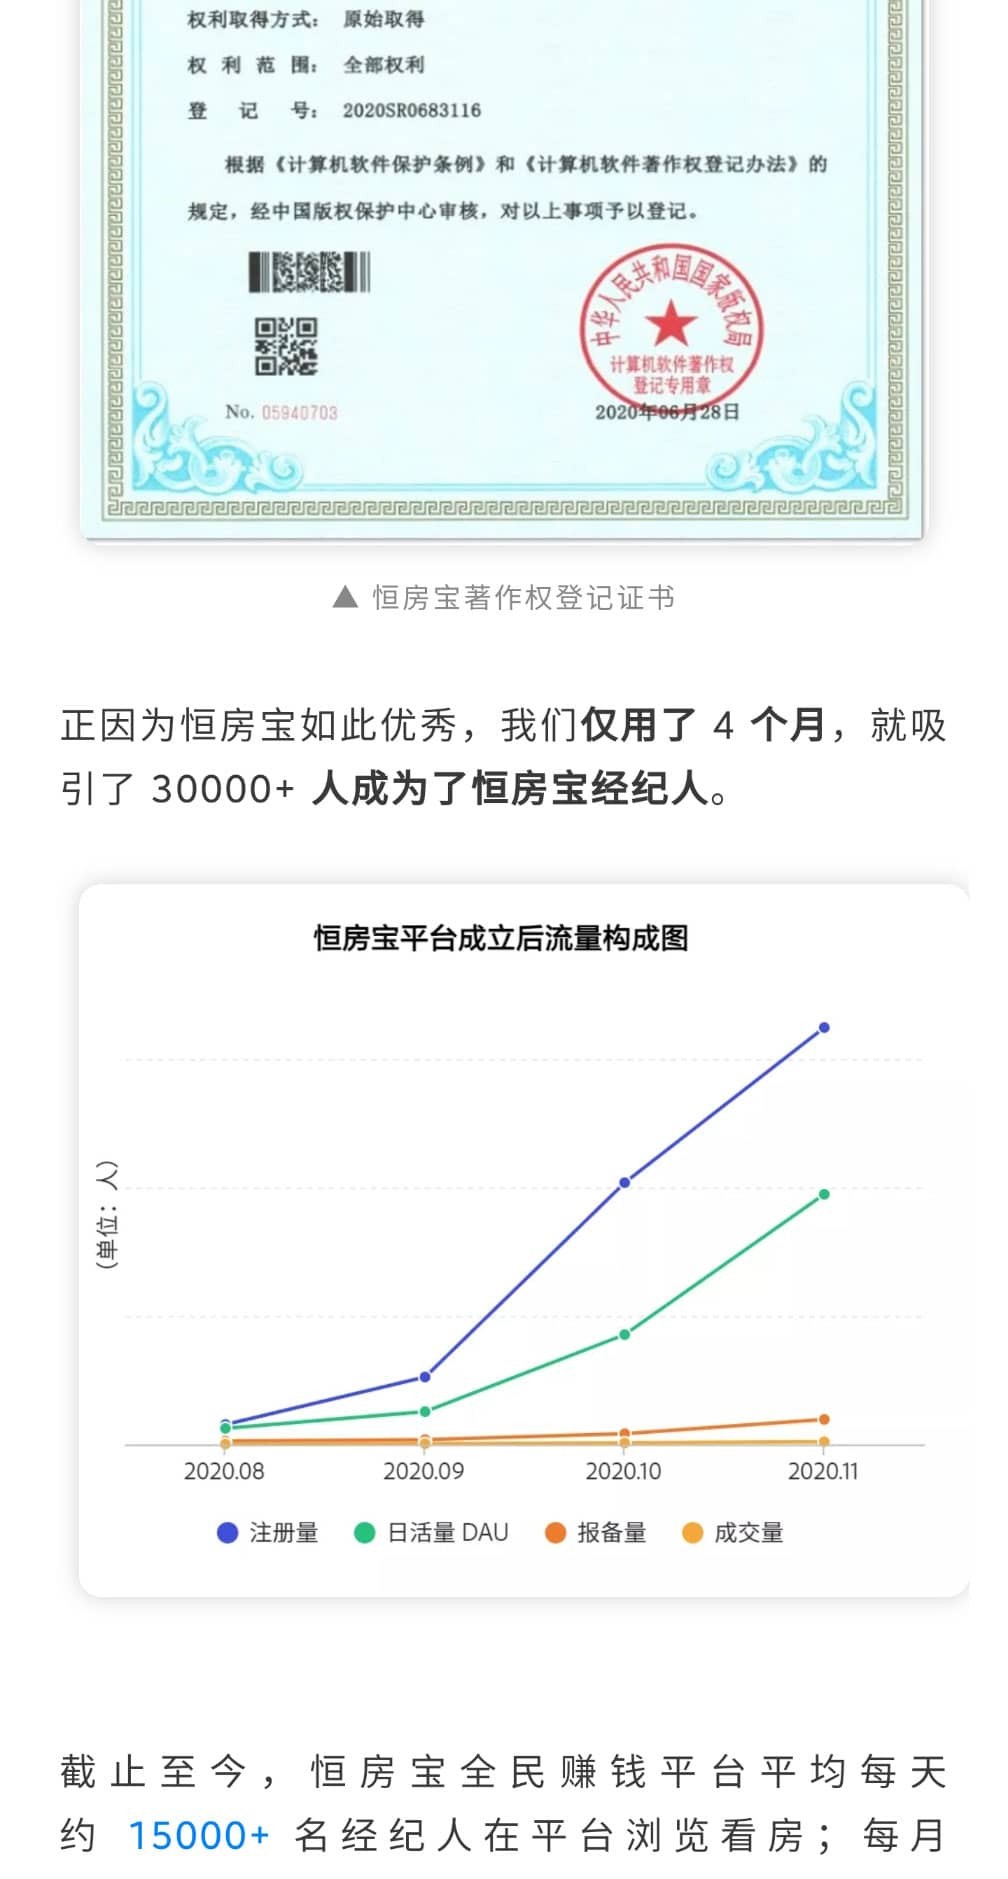 权利取得方式： 原始取得
权 利 范 围： 全部权利
登 记 号： 2020SR0683116
根据《计算机软件保护条例》和《计算机软件著作权登记办法》的
规定，经中国版权保护中心审核，对以上事项予以登记。
中华人民共和国国家版权局
计算机软件著作权
登记专用章
No. 05940703
2020年06月28日
▲ 恒房宝著作权登记证书
正因为恒房宝如此优秀，我们仅用了 4 个月，就吸
引了 30000+ 人成为了恒房宝经纪人。
恒房宝平台成立后流量构成图
（单位：人）
2020.08 2020.09 2020.10 2020.11
注册量 日活量 DAU 报备量 成交量
截止至今，恒房宝全民赚钱平台平均每天
约 15000+ 名经纪人在平台浏览看房；每月